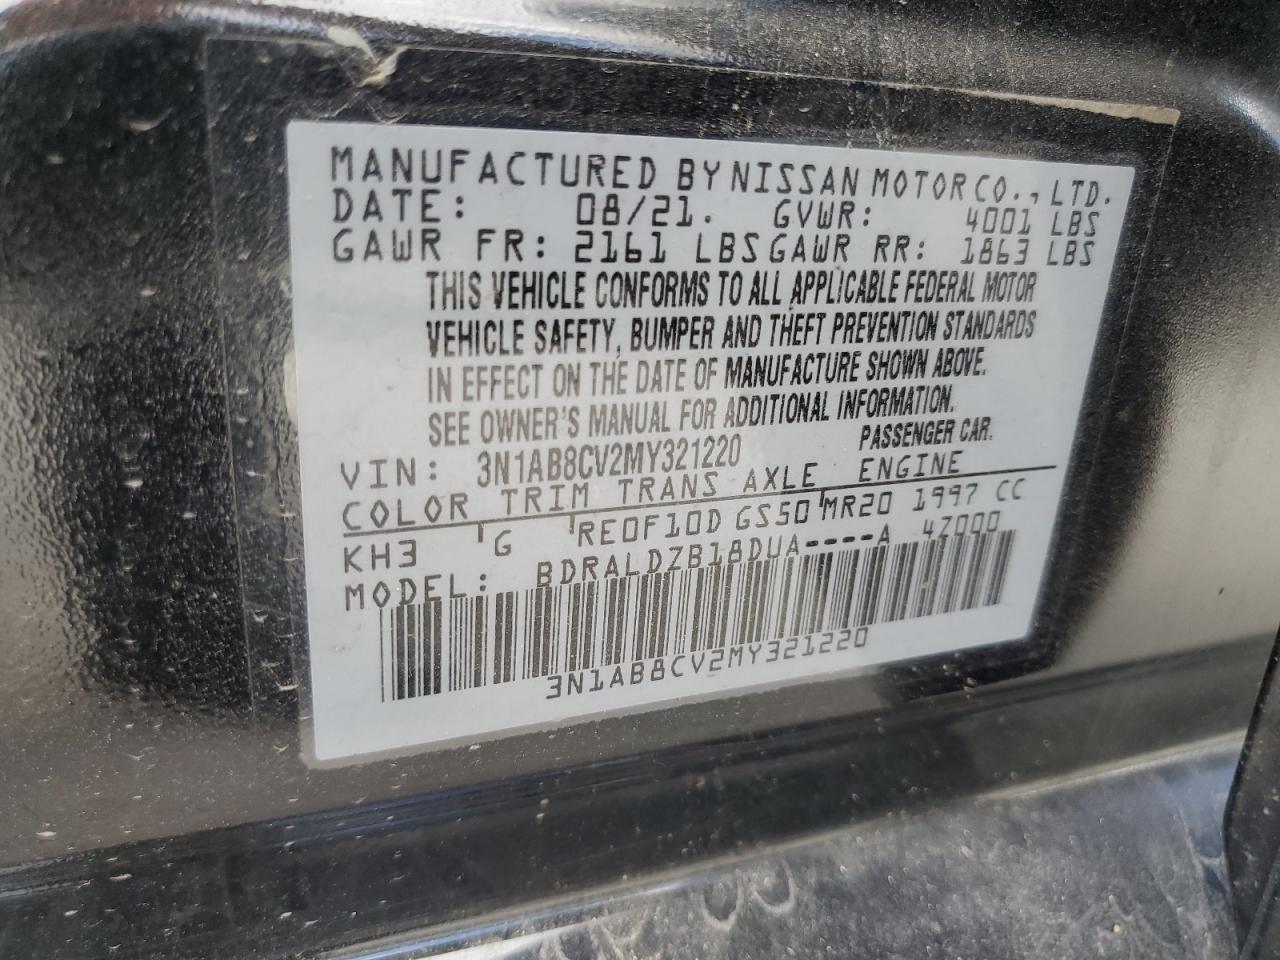 MANUFACTURED BY NISSAN MOTOR CO., LTD.
DATE: 08/21. GVWR: 4001 LBS
GAWR FR: 2161 LBS GAWR RR: 1863 LBS
THIS VEHICLE CONFORMS TO ALL APPLICABLE FEDERAL MOTOR
VEHICLE SAFETY, BUMPER AND THEFT PREVENTION STANDARDS
IN EFFECT ON THE DATE OF MANUFACTURE SHOWN ABOVE.
SEE OWNER'S MANUAL FOR ADDITIONAL INFORMATION.
VIN: 3N1AB8CV2MY321220 PASSENGER CAR.
COLOR TRIM TRANS AXLE ENGINE
KH3 G RE0F10D GS50 MR20 1997 CC
MODEL: BDRALDZB18DUA----A 4Z000
3N1AB8CV2MY321220